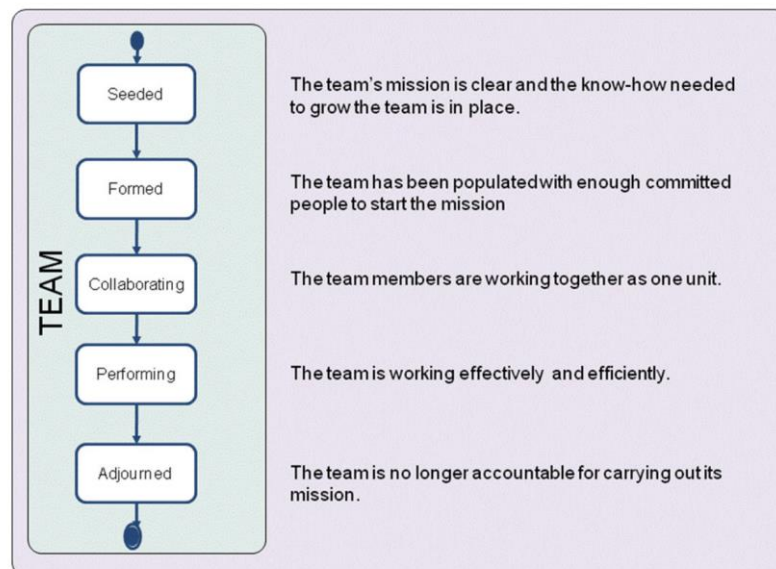 TEAM
Seeded
The team's mission is clear and the know-how needed
to grow the team is in place.
Formed
The team has been populated with enough committed
people to start the mission
Collaborating
The team members are working together as one unit.
Performing
The team is working effectively and efficiently.
Adjourned
The team is no longer accountable for carrying out its
mission.